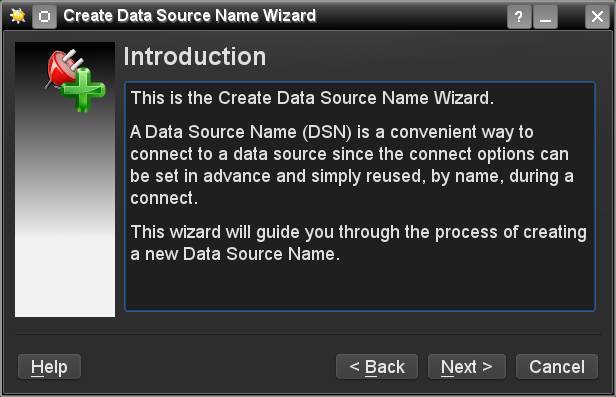 Create Data Source Name Wizard
?
Introduction
This is the Create Data Source Name Wizard.
A Data Source Name (DSN) is a convenient way to
connect to a data source since the connect options can
be set in advance and simply reused, by name, during a
connect.
This wizard will guide you through the process of creating
a new Data Source Name.
Help
< Back
Next >
Cancel